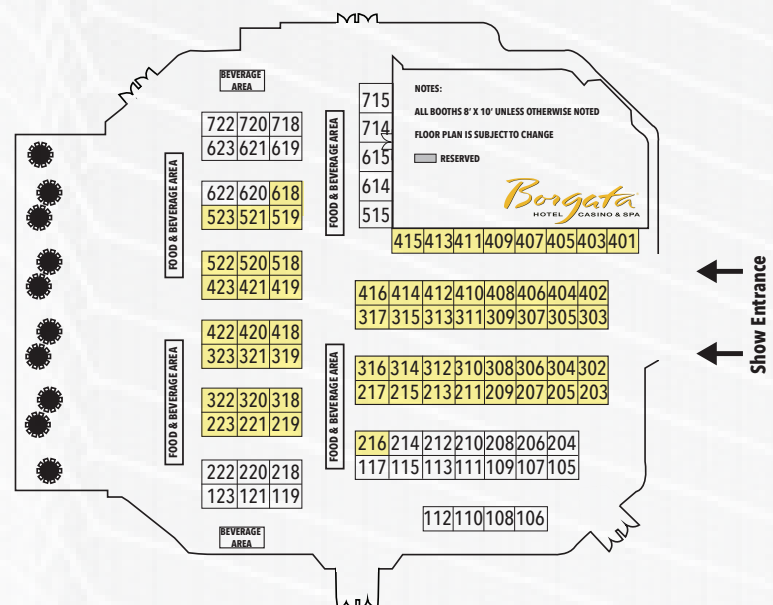 BEVERAGE
AREA
722 720 718
623 621 619
622 620 618
523 521 519
522 520 518
423 421 419
422 420 418
323 321 319
322 320 318
223 221 219
222 220 218
123 121 119
BEVERAGE
AREA
FOOD & BEVERAGE AREA
FOOD & BEVERAGE AREA
FOOD & BEVERAGE AREA
FOOD & BEVERAGE AREA
715
714
615
614
515
NOTES:
ALL BOOTHS 8' X 10' UNLESS OTHERWISE NOTED
FLOOR PLAN IS SUBJECT TO CHANGE
RESERVED
Borgata
HOTEL CASINO & SPA
415 413 411 409 407 405 403 401
416 414 412 410 408 406 404 402
317 315 313 311 309 307 305 303
316 314 312 310 308 306 304 302
217 215 213 211 209 207 205 203
216 214 212 210 208 206 204
117 115 113 111 109 107 105
112 110 108 106
Show Entrance